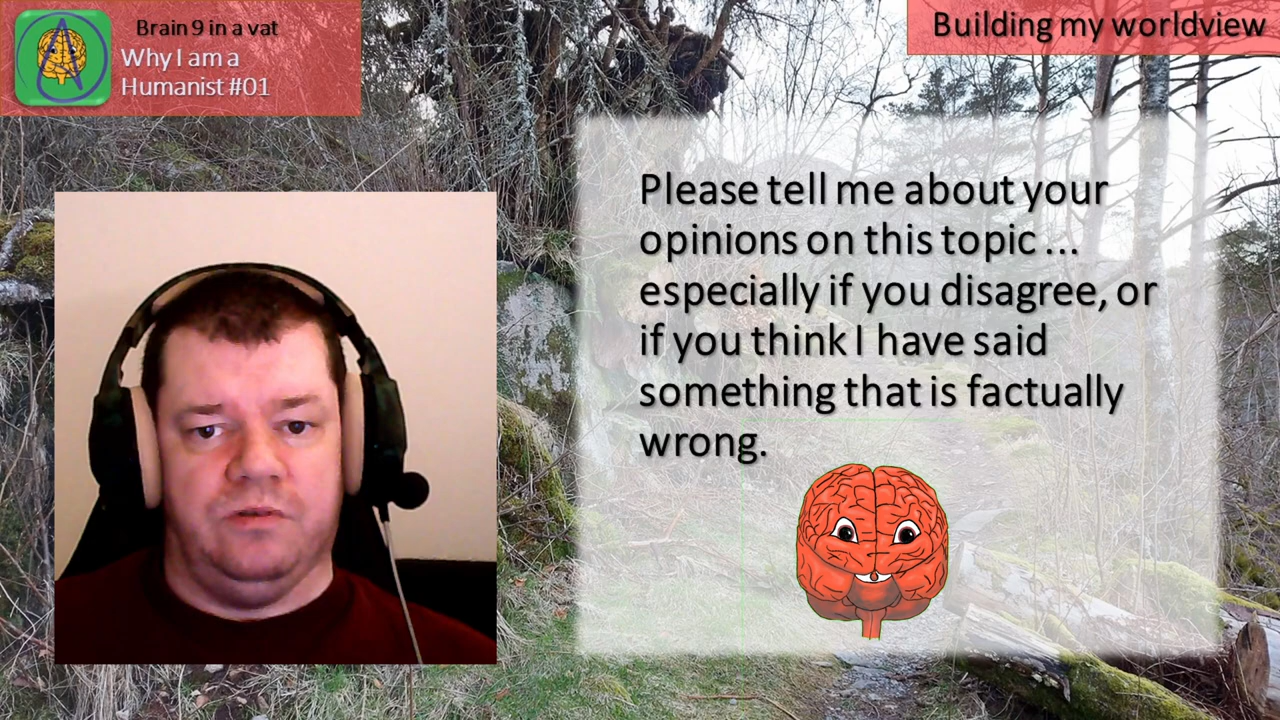 Brain 9 in a vat
Why I am a
Humanist #01
Building my worldview
Please tell me about your
opinions on this topic ...
especially if you disagree, or
if you think I have said
something that is factually
wrong.